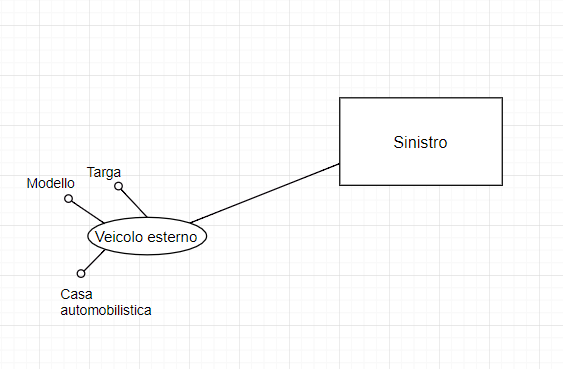 Sinistro
Targa
Modello
Veicolo esterno
Casa
automobilistica